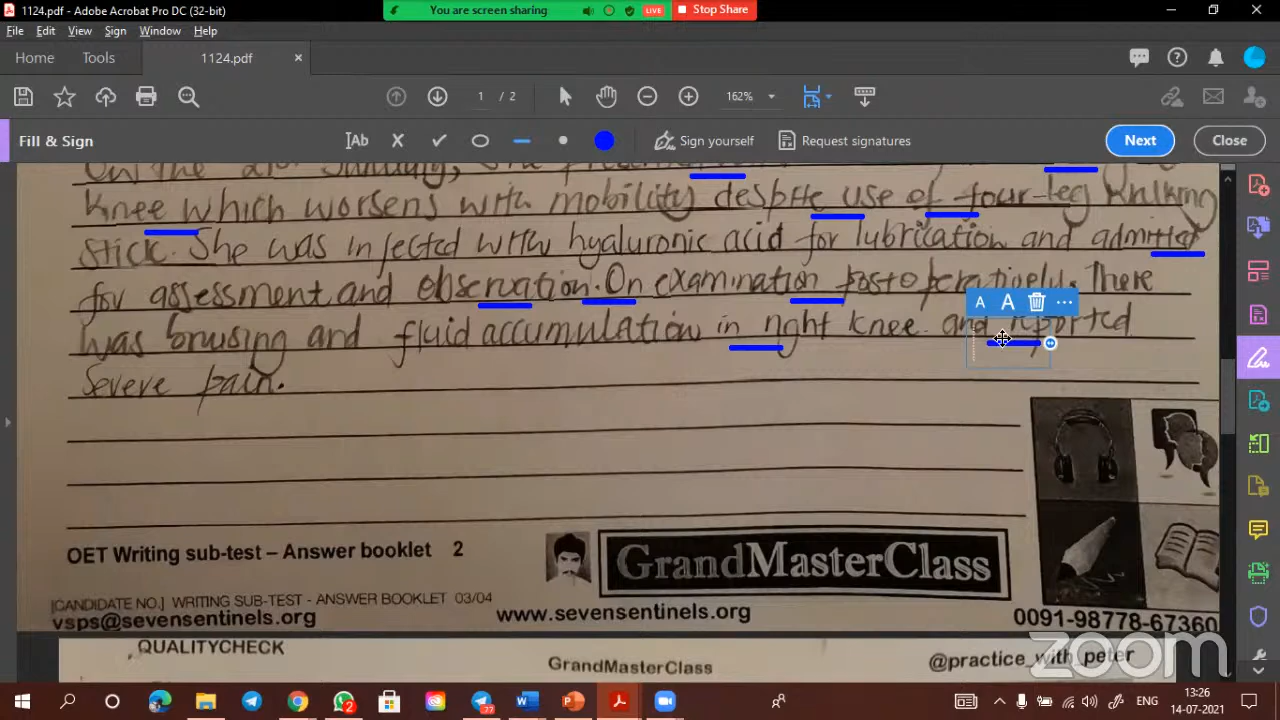 1124.pdf - Adobe Acrobat Pro DC (32-bit)
You are screen sharing LIVE Stop Share
File Edit View Sign Window Help
Home Tools 1124.pdf
1 / 2 162%
Fill & Sign Ab Sign yourself Request signatures Next Close
knee which worsens with mobility despite use of four-leg walking
stick. She was injected with hyaluronic acid for lubrication and admitted
for assessment and observation. On examination postoperatively. There
was brusing and fluid accumulation in right knee and reported
A A
Severe pain.
OET Writing sub-test – Answer booklet 2
GrandMasterClass
[CANDIDATE NO.] WRITING SUB-TEST - ANSWER BOOKLET 03/04
vsps@sevensentinels.org
www.sevensentinels.org
0091-98778-67360
zoom
QUALITYCHECK
GrandMasterClass
@practice_with_peter
ENG
13:26
14-07-2021